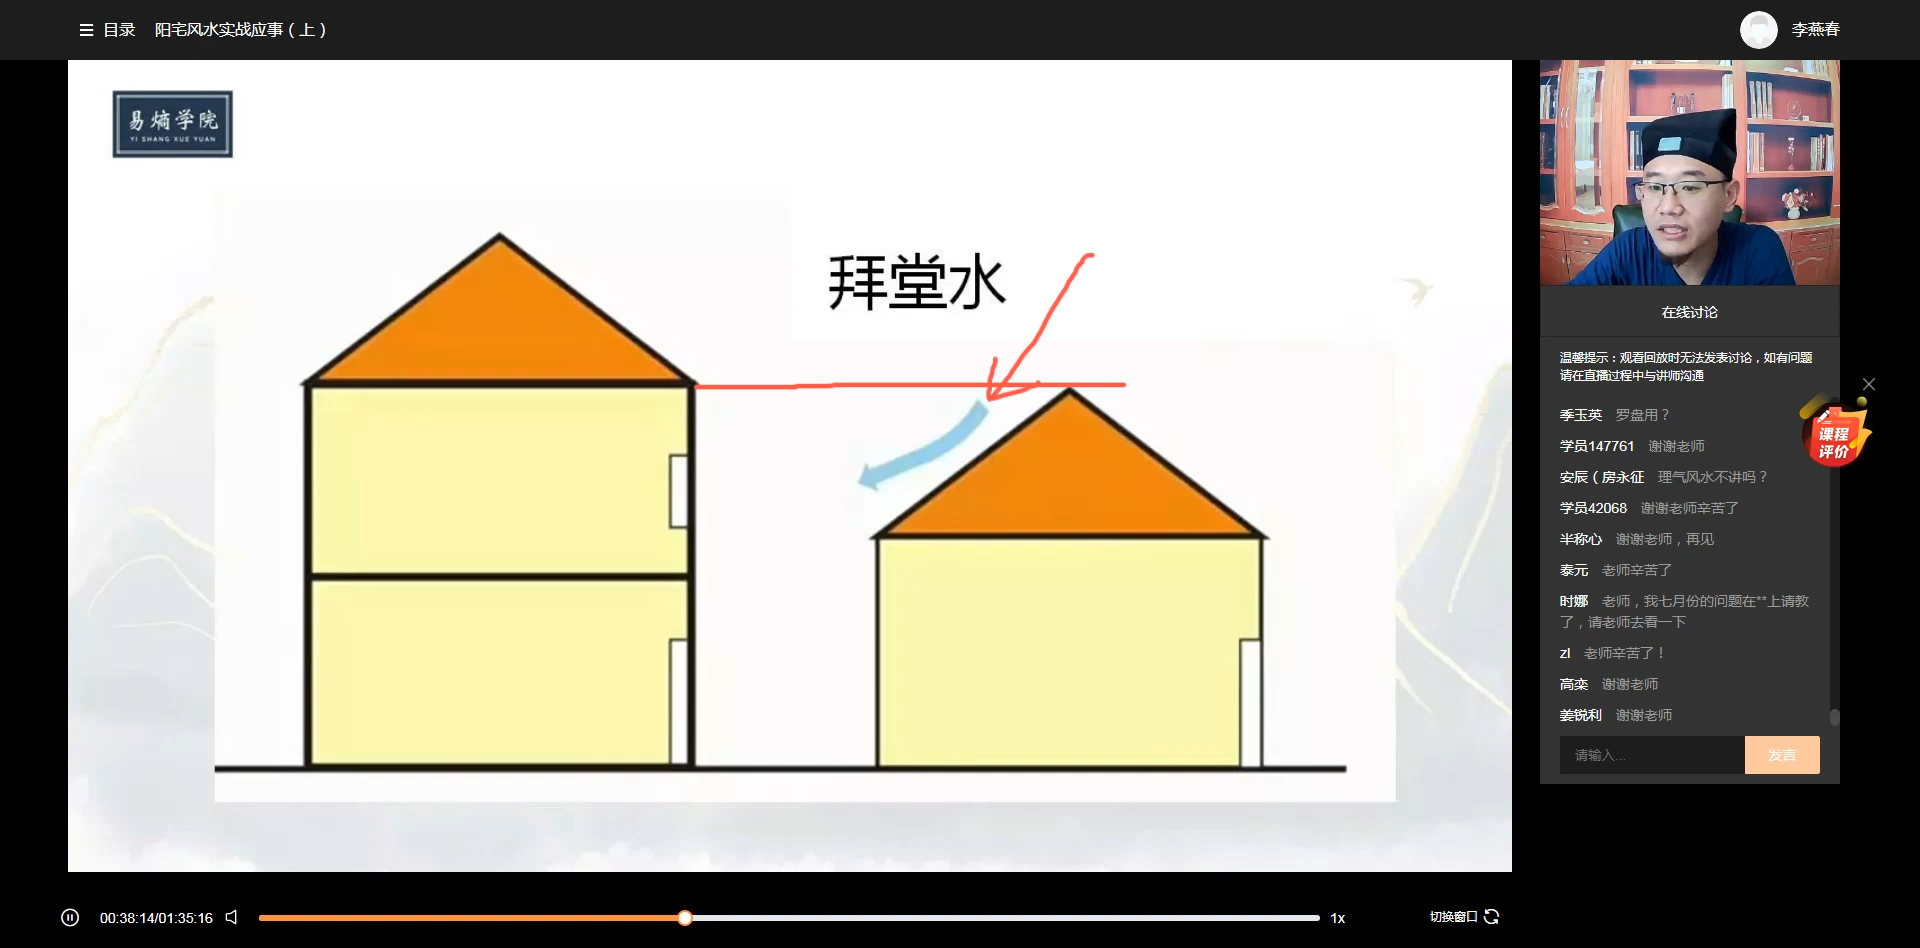 目录 阳宅风水实战应事（上） 李燕春
易熵学院
YI SHANG XUE YUAN
拜堂水
在线讨论
温馨提示：观看回放时无法发表讨论，如有问题
请在直播过程中与讲师沟通
季玉英 罗盘用？
学员147761 谢谢老师
安辰（房永征 理气风水不讲吗？
学员42068 谢谢老师辛苦了
半称心 谢谢老师，再见
泰元 老师辛苦了
时娜 老师，我七月份的问题在**上请教
了，请老师去看一下
zl 老师辛苦了！
高栾 谢谢老师
姜锐利 谢谢老师
课程
评价
请输入... 发言
00:38:14/01:35:16 1x 切换窗口